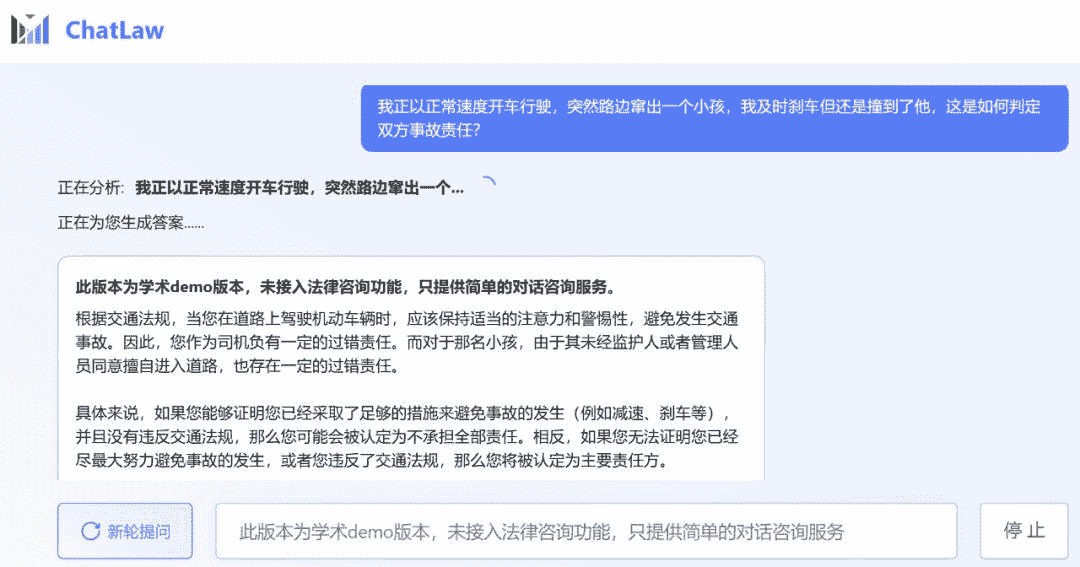 ChatLaw
我正以正常速度开车行驶，突然路边窜出一个小孩，我及时刹车但还是撞到了他，这是如何判定
双方事故责任？
正在分析: 我正以正常速度开车行驶，突然路边窜出一个...
正在为您生成答案......
此版本为学术demo版本，未接入法律咨询功能，只提供简单的对话咨询服务。
根据交通法规，当您在道路上驾驶机动车辆时，应该保持适当的注意力和警惕性，避免发生交通
事故。因此，您作为司机负有一定的过错责任。而对于那名小孩，由于其未经监护人或者管理人
员同意擅自进入道路，也存在一定的过错责任。
具体来说，如果您能够证明您已经采取了足够的措施来避免事故的发生（例如减速、刹车等），
并且没有违反交通法规，那么您可能会被认定为不承担全部责任。相反，如果您无法证明您已经
尽最大努力避免事故的发生，或者您违反了交通法规，那么您将被认定为主要责任方。
新轮提问
此版本为学术demo版本，未接入法律咨询功能，只提供简单的对话咨询服务
停 止